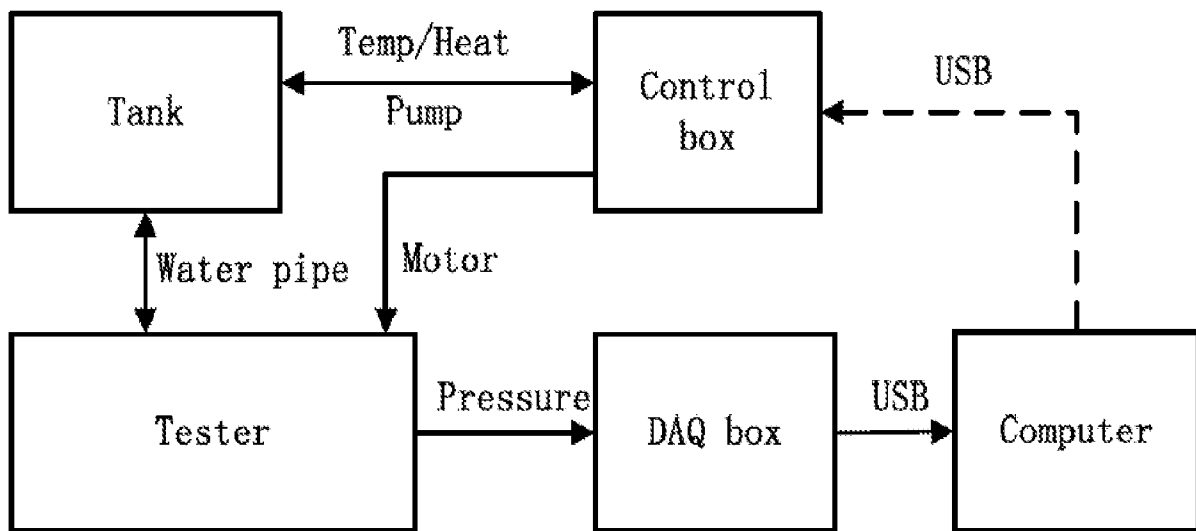 Temp/Heat
Tank
Pump
Control
box
USB
Water pipe
Motor
Tester
Pressure
DAQ box
USB
Computer